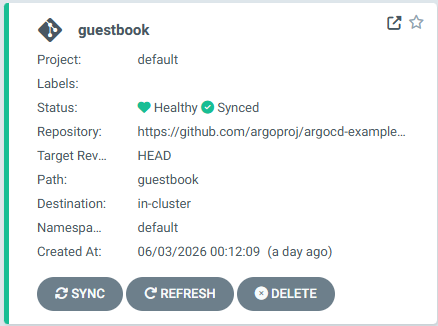 guestbook
Project: default
Labels:
Status: Healthy Synced
Repository: https://github.com/argoproj/argocd-example...
Target Rev... HEAD
Path: guestbook
Destination: in-cluster
Namespa... default
Created At: 06/03/2026 00:12:09 (a day ago)
SYNC REFRESH DELETE